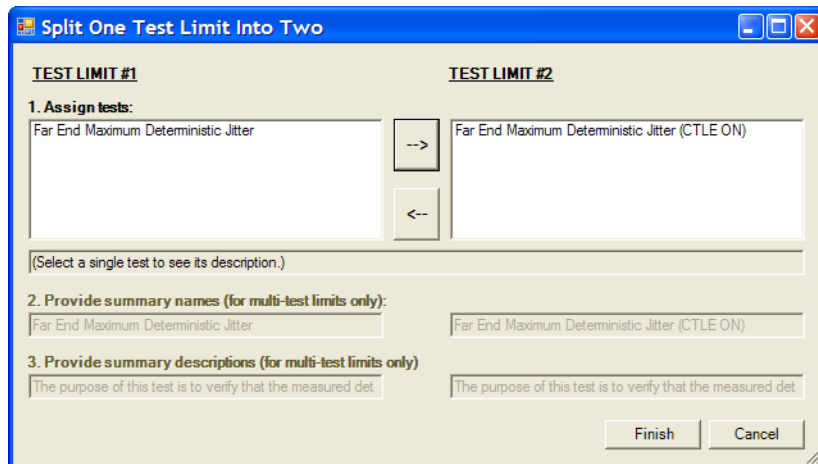 Split One Test Limit Into Two
TEST LIMIT #1
TEST LIMIT #2
1. Assign tests:
Far End Maximum Deterministic Jitter
-->
<--
Far End Maximum Deterministic Jitter (CTLE ON)
(Select a single test to see its description.)
2. Provide summary names (for multi-test limits only):
Far End Maximum Deterministic Jitter
Far End Maximum Deterministic Jitter (CTLE ON)
3. Provide summary descriptions (for multi-test limits only)
The purpose of this test is to verify that the measured det
The purpose of this test is to verify that the measured det
Finish
Cancel